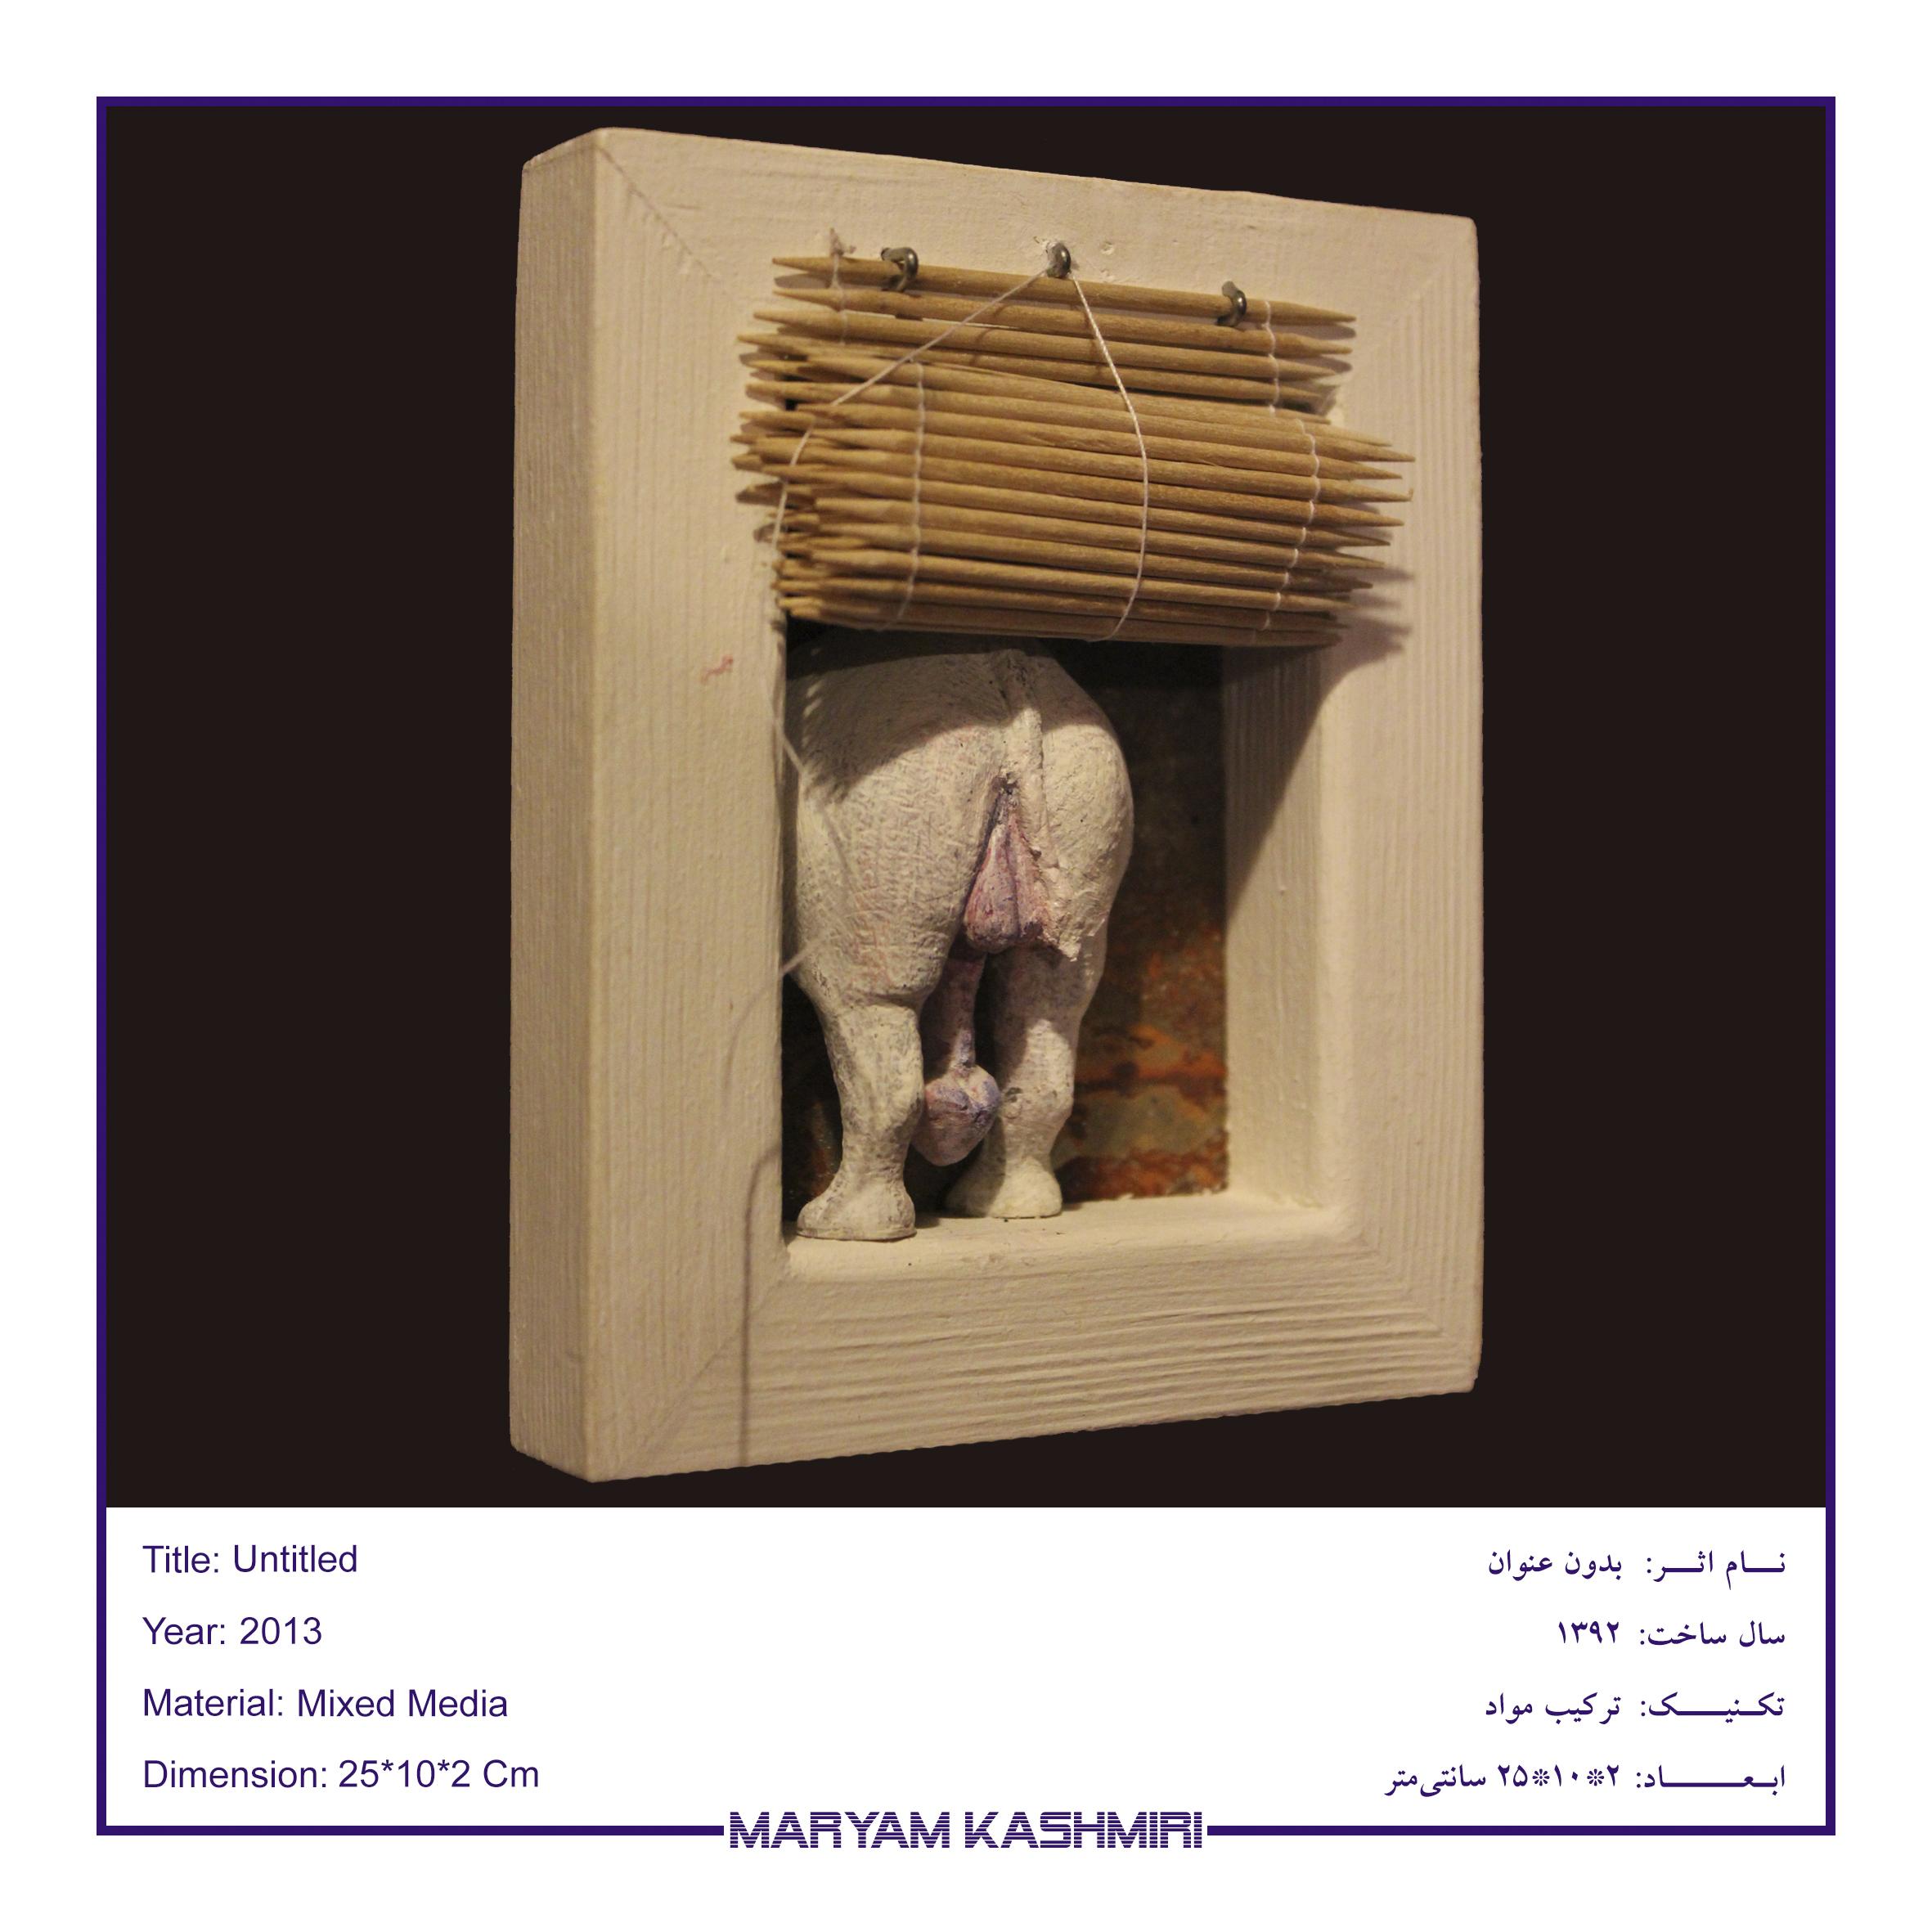 Title: Untitled
Year: 2013
Material: Mixed Media
Dimension: 25*10*2 Cm
نام اثر: بدون عنوان
سال ساخت: ۱۳۹۲
تکنیک: ترکیب مواد
ابعاد: ۲*۱۰*۲۵ سانتی‌متر
MARYAM KASHMIRI